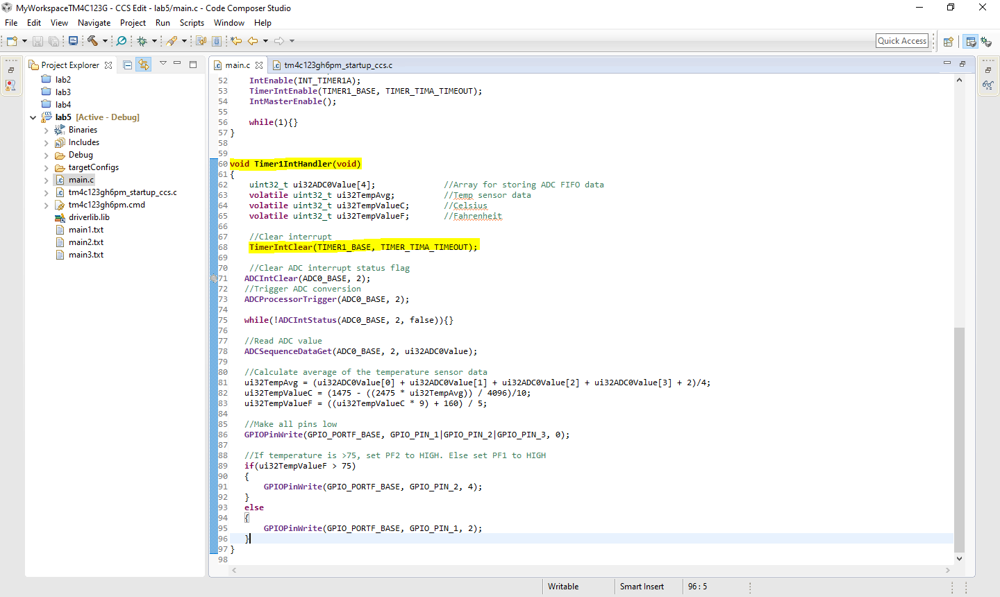 MyWorkspaceTM4C123G - CCS Edit - lab5/main.c - Code Composer Studio
File Edit View Navigate Project Run Scripts Window Help
Quick Access
Project Explorer
lab2
lab3
lab4
lab5 [Active - Debug]
Binaries
Includes
Debug
targetConfigs
main.c
tm4c123gh6pm_startup_ccs.c
tm4c123gh6pm.cmd
driverlib.lib
main1.txt
main2.txt
main3.txt
main.c tm4c123gh6pm_startup_ccs.c
52 IntEnable(INT_TIMER1A);
53 TimerIntEnable(TIMER1_BASE, TIMER_TIMA_TIMEOUT);
54 IntMasterEnable();
55
56 while(1){}
57 }
58
59
60 void Timer1IntHandler(void)
61 {
62 uint32_t ui32ADC0Value[4]; //Array for storing ADC FIFO data
63 volatile uint32_t ui32TempAvg; //Temp sensor data
64 volatile uint32_t ui32TempValueC; //Celsius
65 volatile uint32_t ui32TempValueF; //Fahrenheit
66
67 //Clear interrupt
68 TimerIntClear(TIMER1_BASE, TIMER_TIMA_TIMEOUT);
69
70 //Clear ADC interrupt status flag
71 ADCIntClear(ADC0_BASE, 2);
72 //Trigger ADC conversion
73 ADCProcessorTrigger(ADC0_BASE, 2);
74
75 while(!ADCIntStatus(ADC0_BASE, 2, false)){}
76
77 //Read ADC value
78 ADCSequenceDataGet(ADC0_BASE, 2, ui32ADC0Value);
79
80 //Calculate average of the temperature sensor data
81 ui32TempAvg = (ui32ADC0Value[0] + ui32ADC0Value[1] + ui32ADC0Value[2] + ui32ADC0Value[3] + 2)/4;
82 ui32TempValueC = (1475 - ((2475 * ui32TempAvg)) / 4096)/10;
83 ui32TempValueF = ((ui32TempValueC * 9) + 160) / 5;
84
85 //Make all pins low
86 GPIOPinWrite(GPIO_PORTF_BASE, GPIO_PIN_1|GPIO_PIN_2|GPIO_PIN_3, 0);
87
88 //If temperature is >75, set PF2 to HIGH. Else set PF1 to HIGH
89 if(ui32TempValueF > 75)
90 {
91 GPIOPinWrite(GPIO_PORTF_BASE, GPIO_PIN_2, 4);
92 }
93 else
94 {
95 GPIOPinWrite(GPIO_PORTF_BASE, GPIO_PIN_1, 2);
96 }
97 }
98
Writable Smart Insert 96 : 5